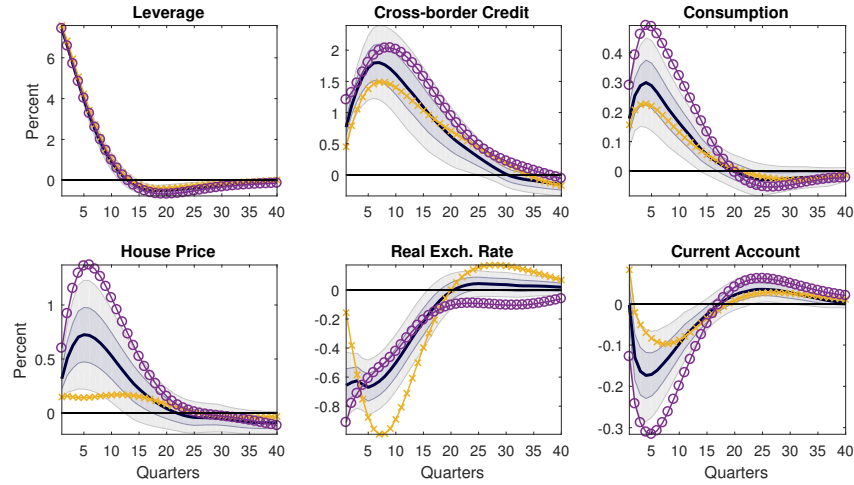 Leverage
Cross-border Credit
Consumption
Percent
6
4
2
0
5 10 15 20 25 30 35 40
2
1.5
1
0.5
0
5 10 15 20 25 30 35 40
0.4
0.3
0.2
0.1
0
5 10 15 20 25 30 35 40
House Price
Real Exch. Rate
Current Account
Percent
1
0.5
0
5 10 15 20 25 30 35 40
Quarters
0
-0.2
-0.4
-0.6
-0.8
5 10 15 20 25 30 35 40
Quarters
0
-0.1
-0.2
-0.3
5 10 15 20 25 30 35 40
Quarters